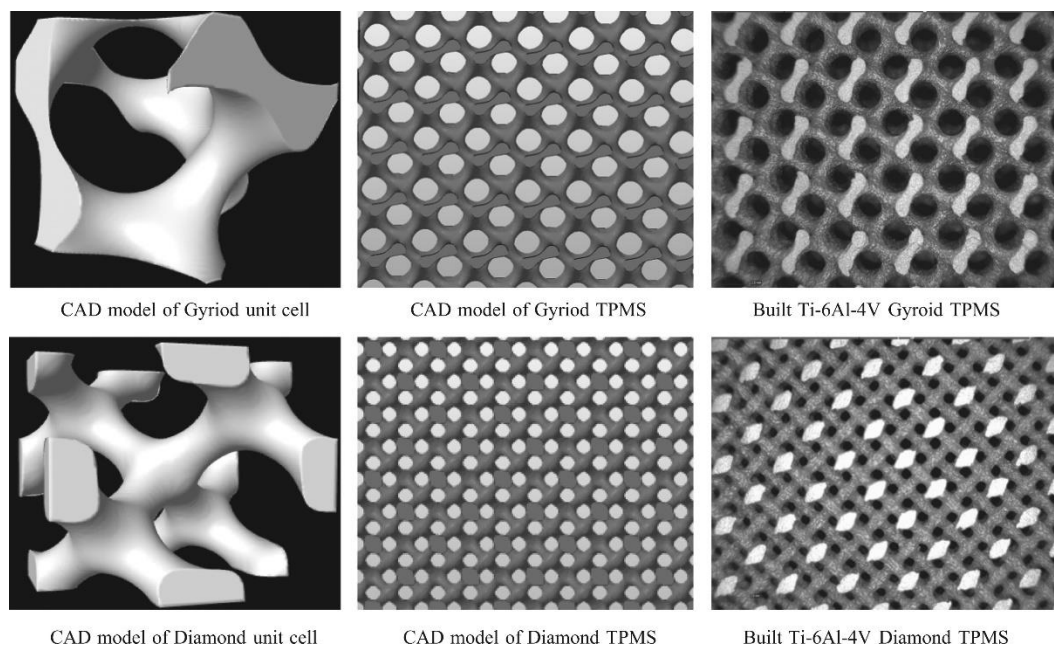 CAD model of Gyriod unit cell
CAD model of Gyriod TPMS
Built Ti-6Al-4V Gyroid TPMS
CAD model of Diamond unit cell
CAD model of Diamond TPMS
Built Ti-6Al-4V Diamond TPMS